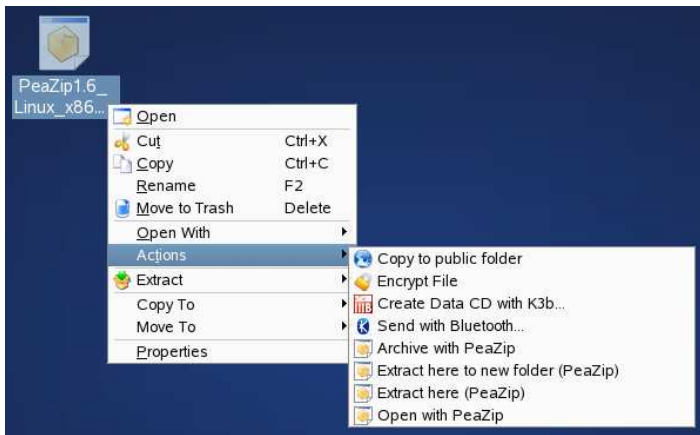 PeaZip1.6_
Linux_x86...
Open
Cut Ctrl+X
Copy Ctrl+C
Rename F2
Move to Trash Delete
Open With
Actions
Extract
Copy To
Move To
Properties
Copy to public folder
Encrypt File
Create Data CD with K3b...
Send with Bluetooth...
Archive with PeaZip
Extract here to new folder (PeaZip)
Extract here (PeaZip)
Open with PeaZip